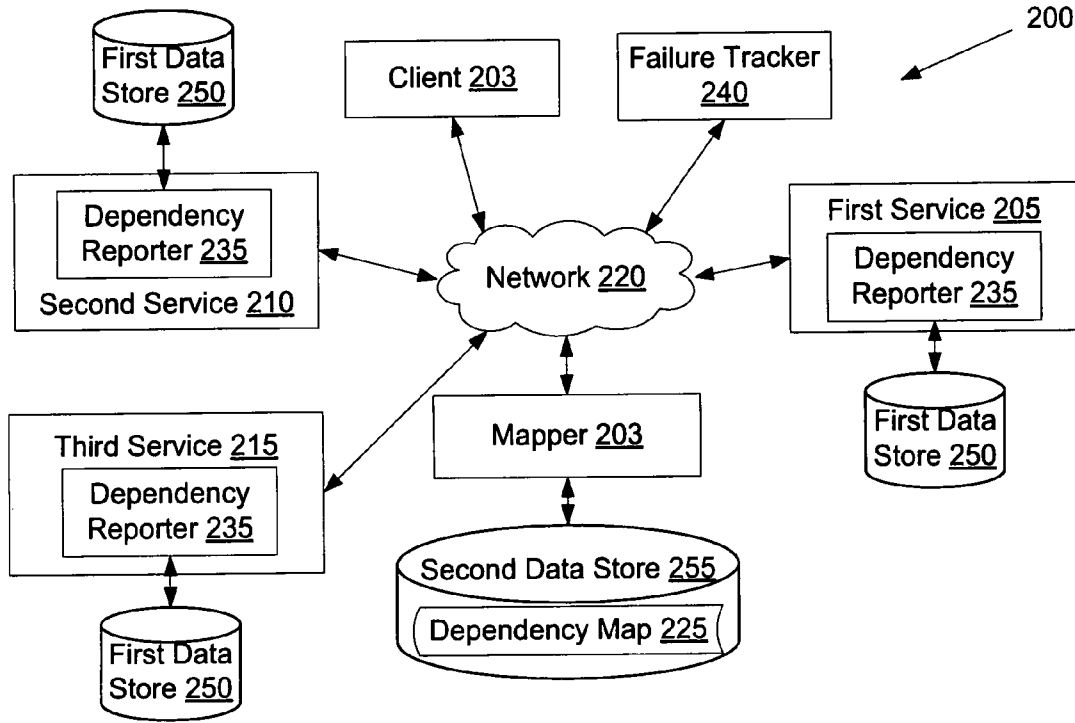 200
First Data
Store 250
Client 203
Failure Tracker
240
Dependency
Reporter 235
Second Service 210
Network 220
First Service 205
Dependency
Reporter 235
First Data
Store 250
Third Service 215
Dependency
Reporter 235
First Data
Store 250
Mapper 203
Second Data Store 255
Dependency Map 225